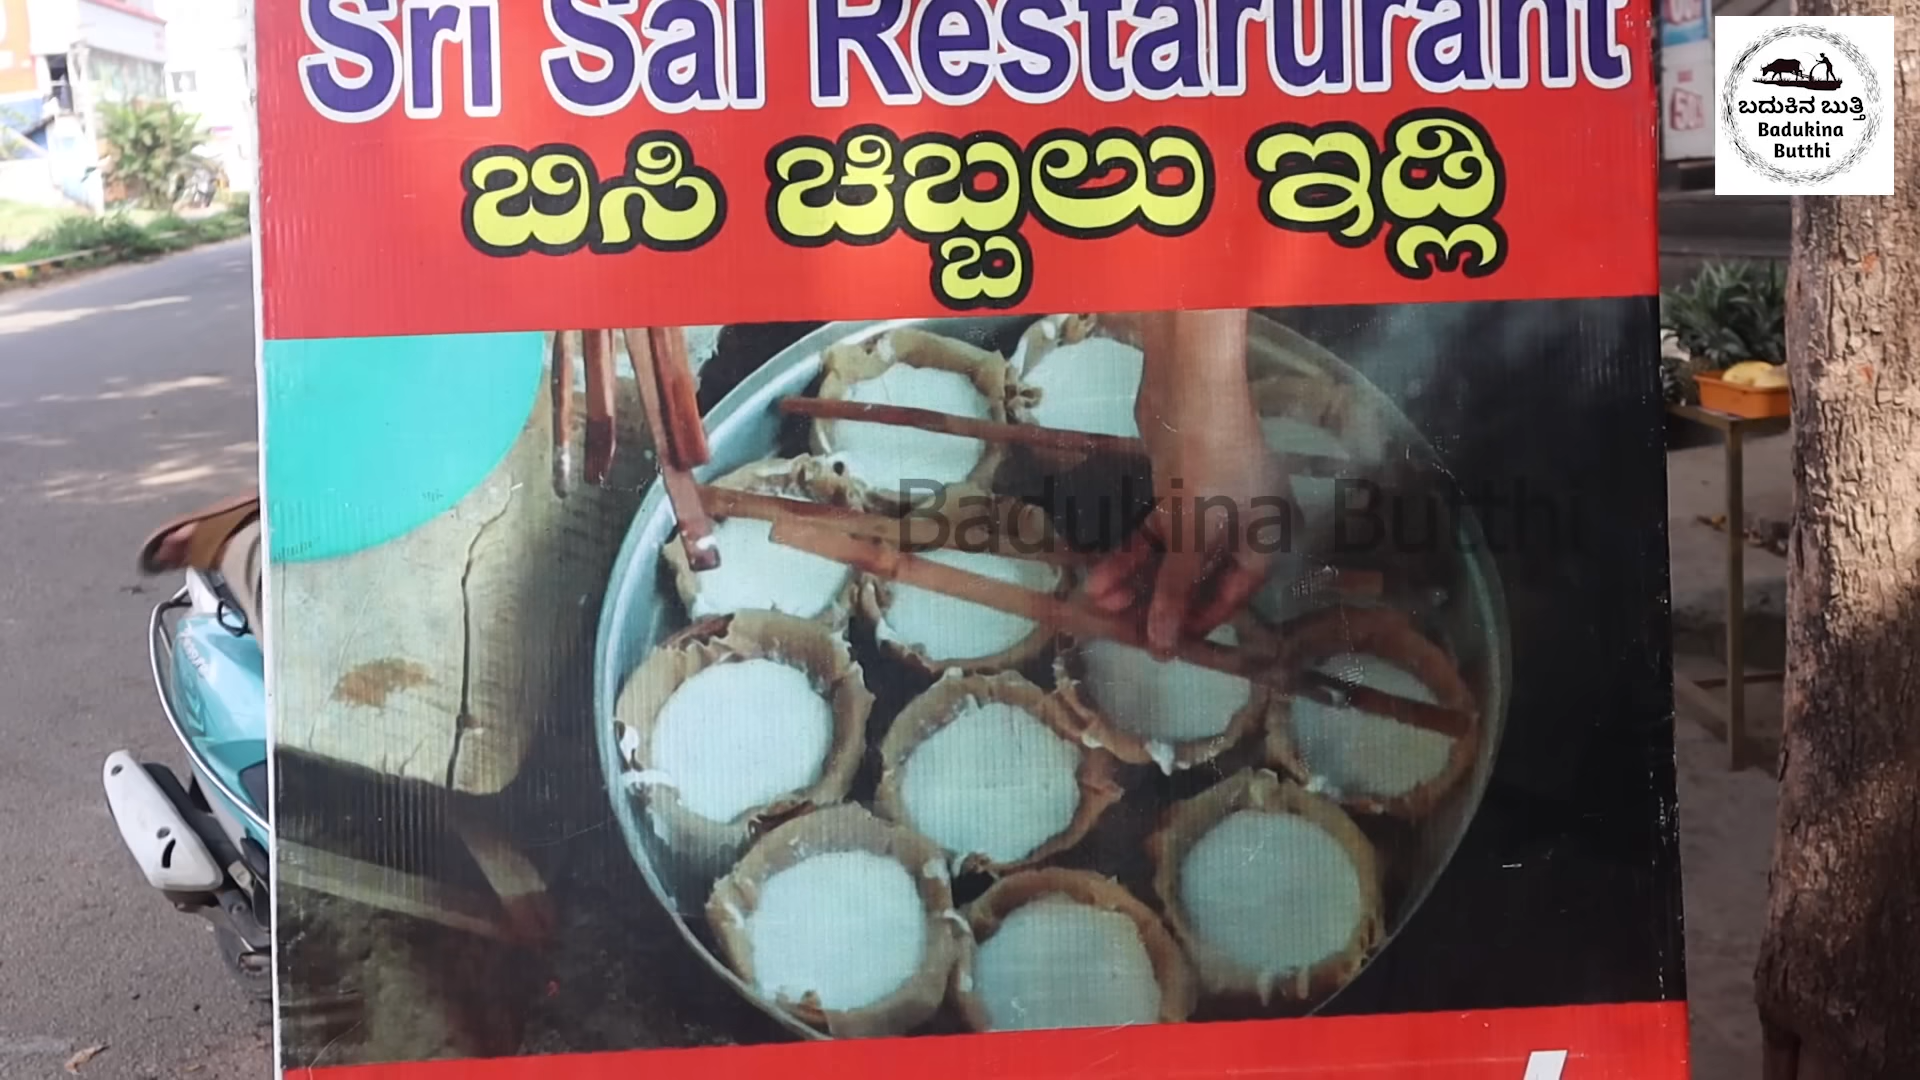 Sri Sai Restarurant
ಬಿಸಿ ಚಿಬ್ಬಲು ಇಡ್ಲಿ
ಬದುಕಿನ ಬುತ್ತಿ
Badukina
Butthi
Badukina Butthi